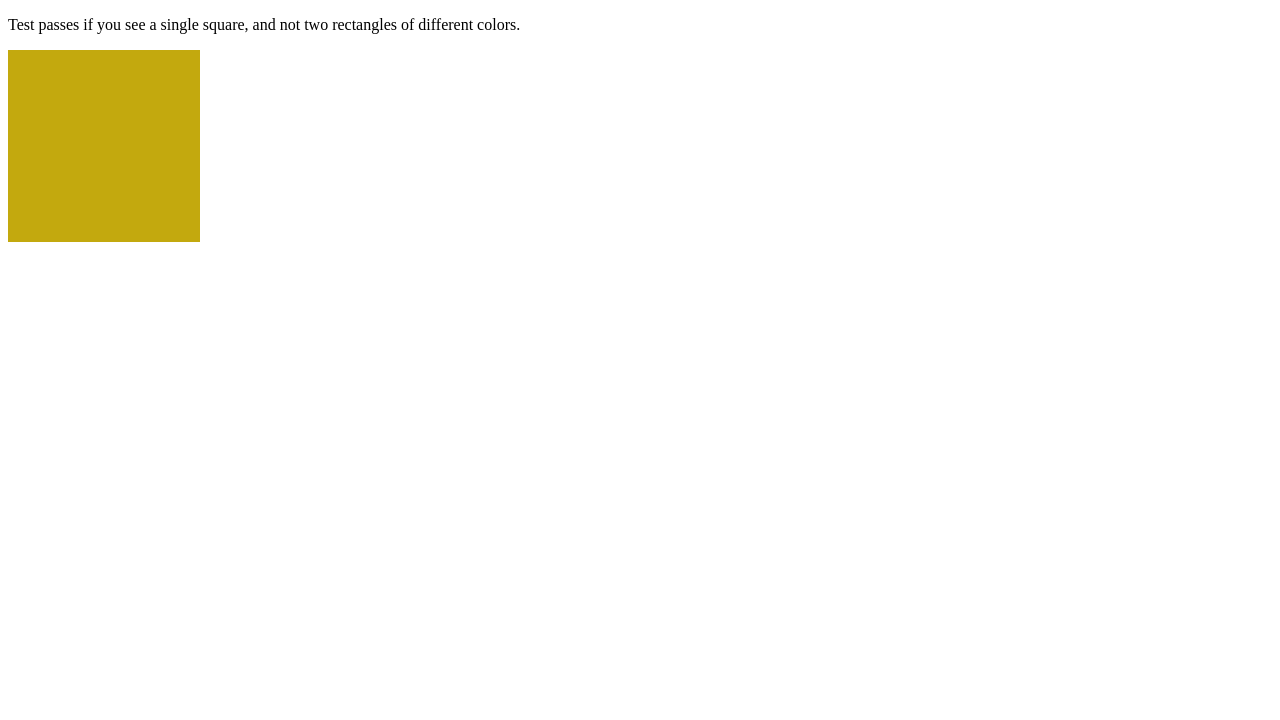 Test passes if you see a single square, and not two rectangles of different colors.